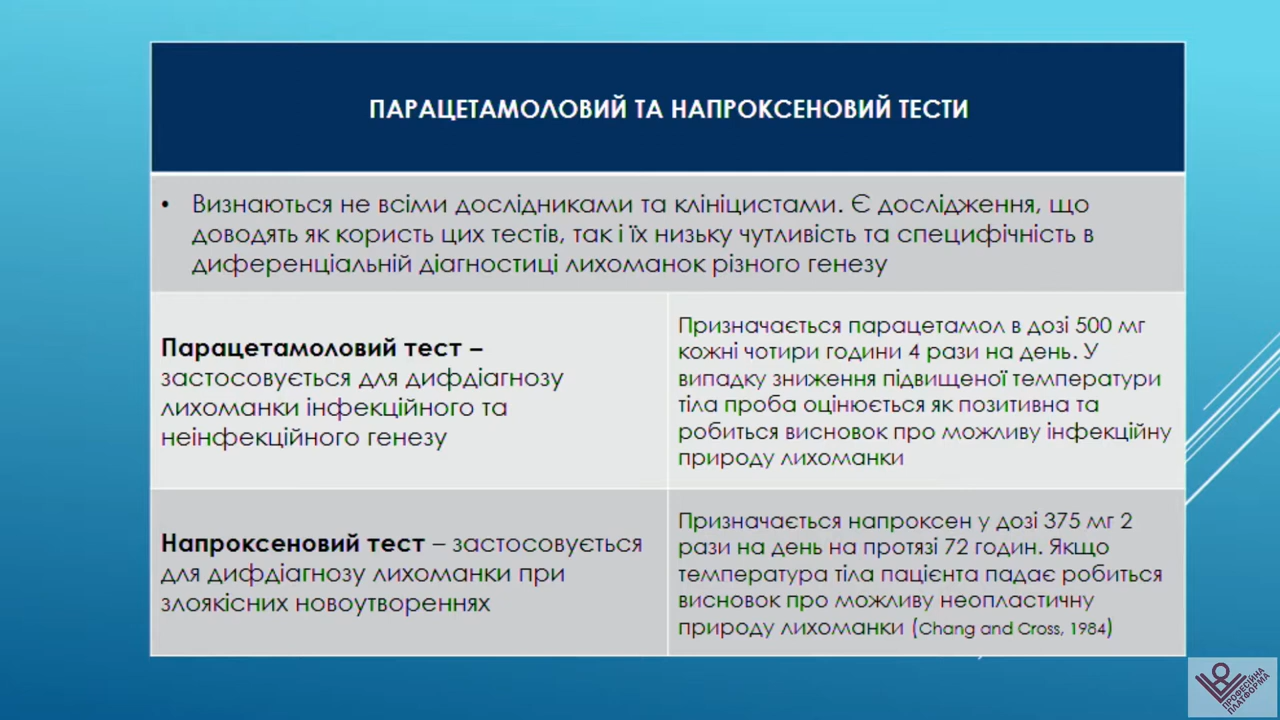 ПАРАЦЕТАМОЛОВИЙ ТА НАПРОКСЕНОВИЙ ТЕСТИ
• Визнаються не всіми дослідниками та клініцистами. Є дослідження, що
доводять як користь цих тестів, так і їх низьку чутливість та специфічність в
диференціальній діагностиці лихоманок різного генезу
Парацетамоловий тест –
застосовується для дифдіагнозу
лихоманки інфекційного та
неінфекційного генезу
Призначається парацетамол в дозі 500 мг
кожні чотири години 4 рази на день. У
випадку зниження підвищеної температури
тіла проба оцінюється як позитивна та
робиться висновок про можливу інфекційну
природу лихоманки
Напроксеновий тест – застосовується
для дифдіагнозу лихоманки при
злоякісних новоутвореннях
Призначається напроксен у дозі 375 мг 2
рази на день на протязі 72 годин. Якщо
температура тіла пацієнта падає робиться
висновок про можливу неопластичну
природу лихоманки (Chang and Cross, 1984)
ПРОФЕСІЙНА
ПЛАТФОРМА